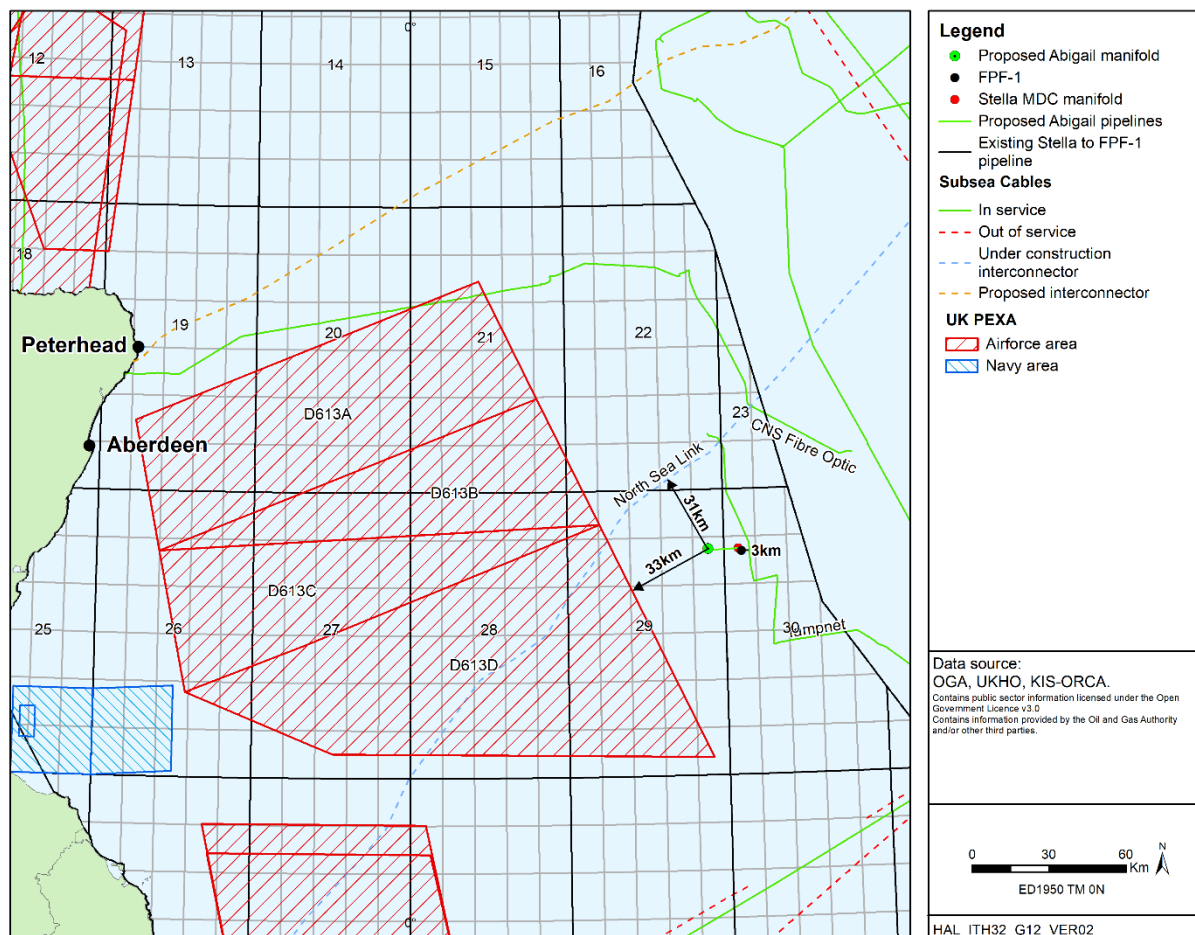 0°
12
13
14
15
16
18
19
20
21
22
Peterhead
D613A
23
CNS Fibre Optic
Aberdeen
North Sea Link
D613B
31km
3km
33km
D613C
25
26
27
28
29
30
Tampnet
D613D
0°
Legend
Proposed Abigail manifold
FPF-1
Stella MDC manifold
Proposed Abigail pipelines
Existing Stella to FPF-1
pipeline
Subsea Cables
In service
Out of service
Under construction
interconnector
Proposed interconnector
UK PEXA
Airforce area
Navy area
Data source:
OGA, UKHO, KIS-ORCA.
Contains public sector information licensed under the Open
Government Licence v3.0
Contains information provided by the Oil and Gas Authority
and/or other third parties.
N
0 30 60
Km
ED1950 TM 0N
HAL_ITH32_G12_VER02